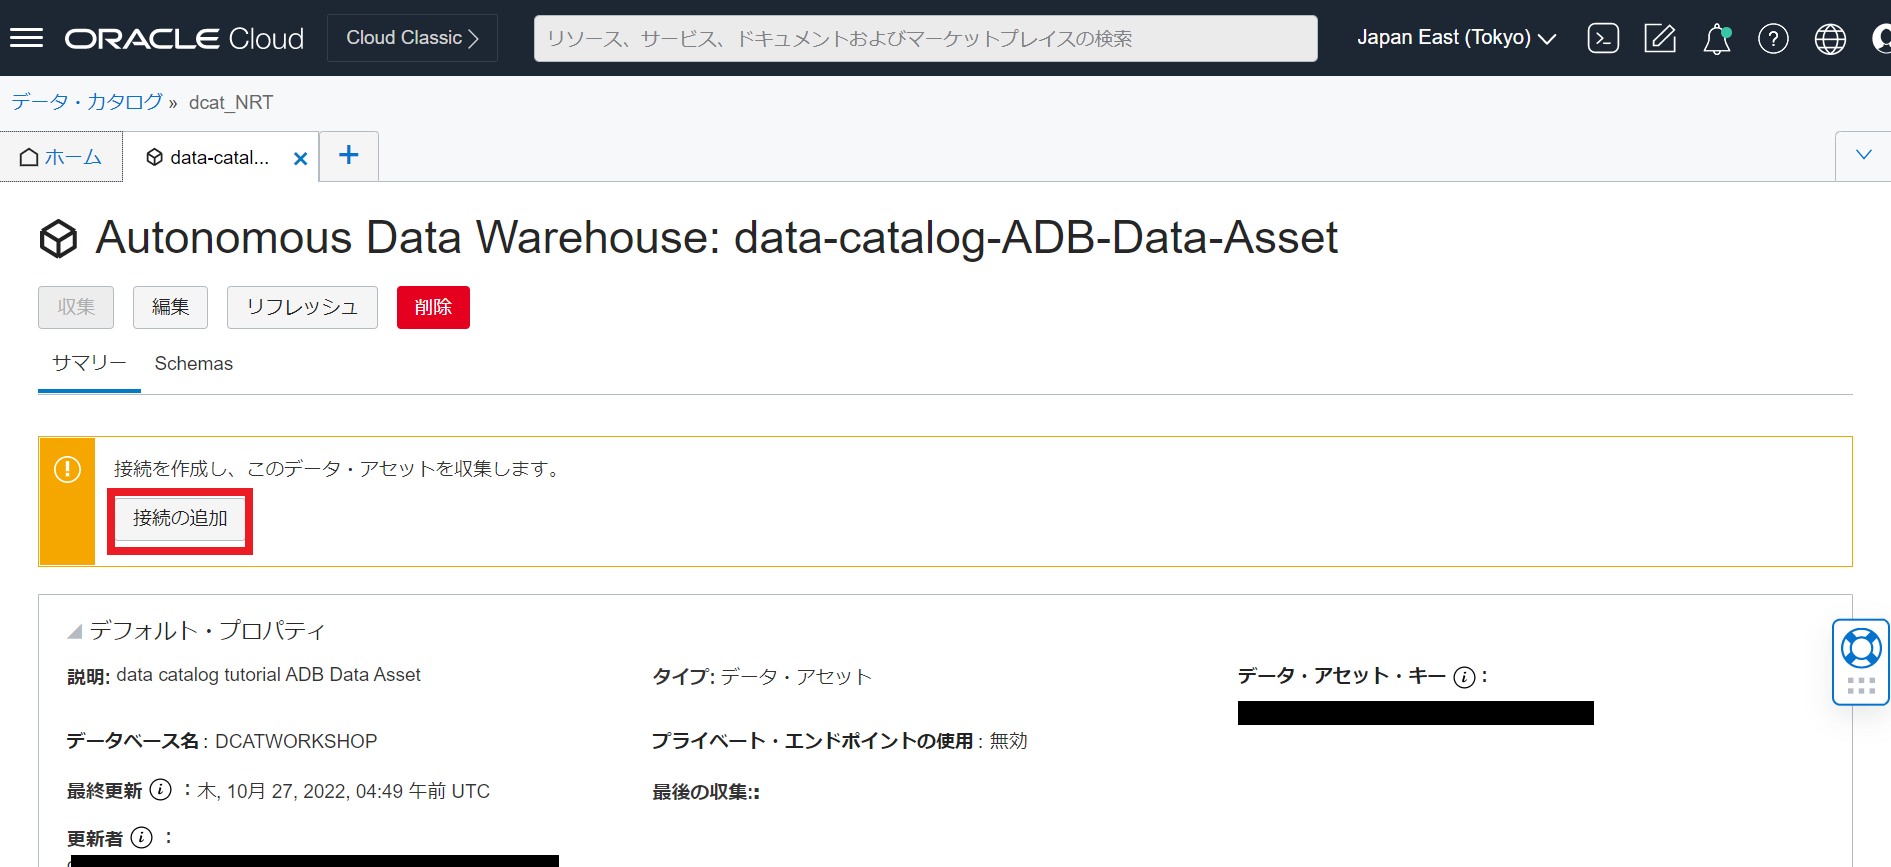 ORACLE Cloud
Cloud Classic
リソース、サービス、ドキュメントおよびマーケットプレイスの検索
Japan East (Tokyo)
データ・カタログ » dcat_NRT
ホーム
data-catal... ×
+
Autonomous Data Warehouse: data-catalog-ADB-Data-Asset
収集 編集 リフレッシュ 削除
サマリー Schemas
接続を作成し、このデータ・アセットを収集します。
接続の追加
デフォルト・プロパティ
説明: data catalog tutorial ADB Data Asset
タイプ: データ・アセット
データ・アセット・キー :
データベース名: DCATWORKSHOP
プライベート・エンドポイントの使用: 無効
最終更新 : 木, 10月 27, 2022, 04:49 午前 UTC
最後の収集::
更新者 :